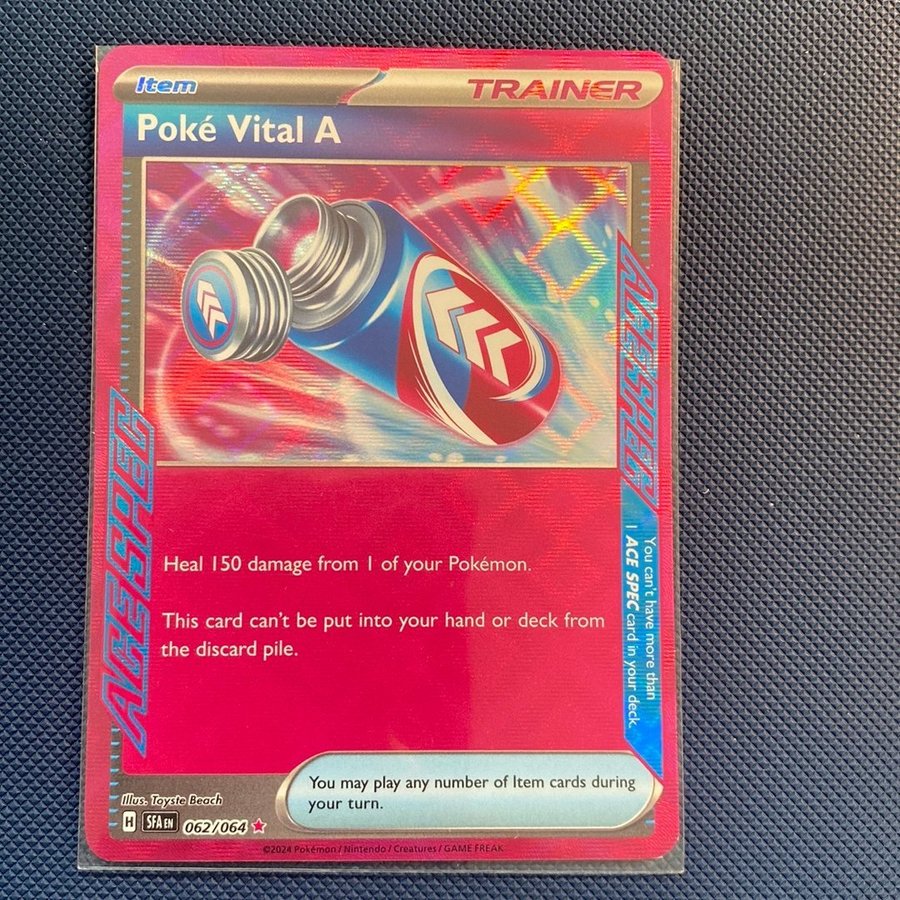 Item
TRAINER
Poké Vital A
ACE SPEC
ACE SPEC
Heal 150 damage from 1 of your Pokémon.
This card can't be put into your hand or deck from
the discard pile.
You can't have more than
1 ACE SPEC card in your deck.
You may play any number of Item cards during
your turn.
Illus. Toyste Beach
H SFA EN 062/064
©2024 Pokémon / Nintendo / Creatures / GAME FREAK